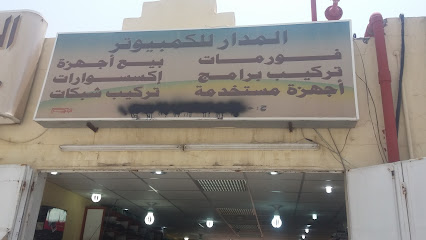 المدار للكمبيوتر
فورمات    بيع أجهزة
تركيب برامج    إكسسوارات
أجهزة مستخدمة    تركيب شبكات